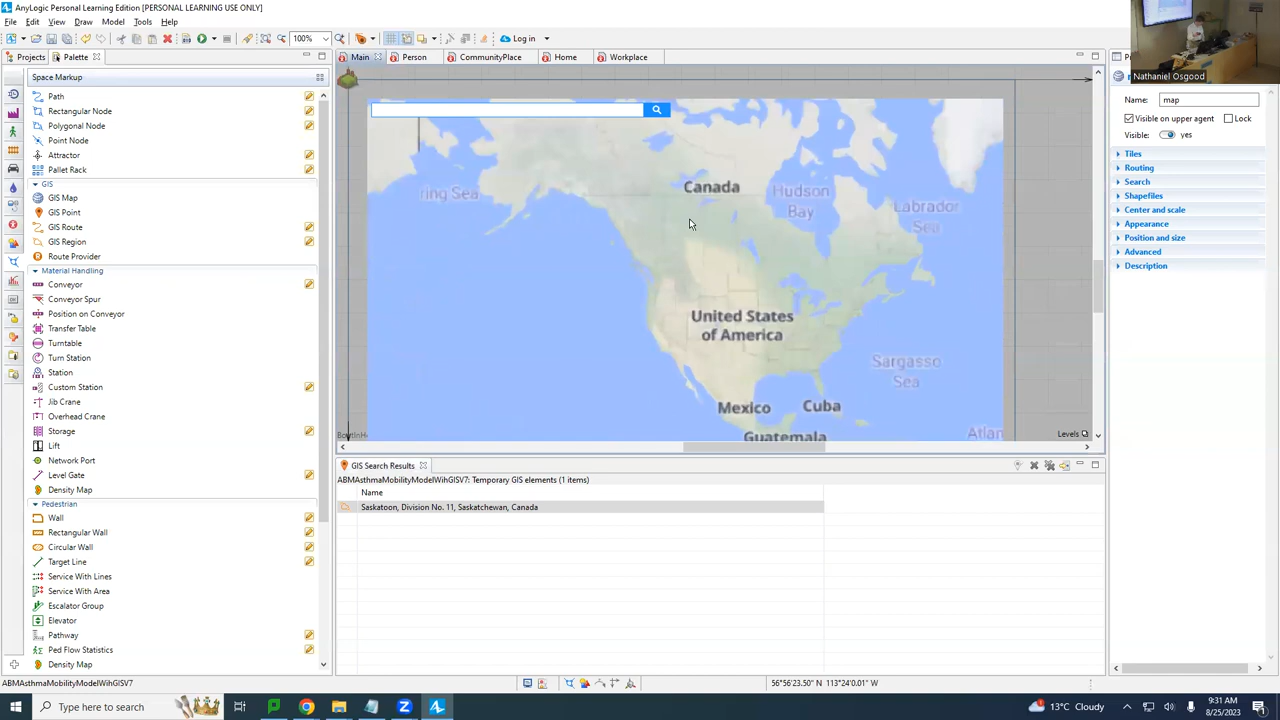 AnyLogic Personal Learning Edition [PERSONAL LEARNING USE ONLY]
File Edit View Draw Model Tools Help
100% Log in
Projects Palette Main Person CommunityPlace Home Workplace
Space Markup
Path
Rectangular Node
Polygonal Node
Point Node
Attractor
Pallet Rack
GIS
GIS Map
GIS Point
GIS Route
GIS Region
Route Provider
Material Handling
Conveyor
Conveyor Spur
Position on Conveyor
Transfer Table
Turntable
Turn Station
Station
Custom Station
Jib Crane
Overhead Crane
Storage
Lift
Network Port
Level Gate
Density Map
Pedestrian
Wall
Rectangular Wall
Circular Wall
Target Line
Service With Lines
Service With Area
Escalator Group
Elevator
Pathway
Ped Flow Statistics
Density Map
Canada
Hudson
Bay
Labrador
Sea
ring Sea
United States
of America
Sargasso
Sea
Mexico
Cuba
Guatemala
Atlan
Levels
GIS Search Results
ABMAsthmaMobilityModelWihGISV7: Temporary GIS elements (1 items)
Name
Saskatoon, Division No. 11, Saskatchewan, Canada
Nathaniel Osgood
Name: map
Visible on upper agent Lock
Visible: yes
Tiles
Routing
Search
Shapefiles
Center and scale
Appearance
Position and size
Advanced
Description
ABMAsthmaMobilityModelWihGISV7
56°56'23.50" N 113°24'0.01" W
Type here to search
13°C Cloudy
9:31 AM
8/25/2023